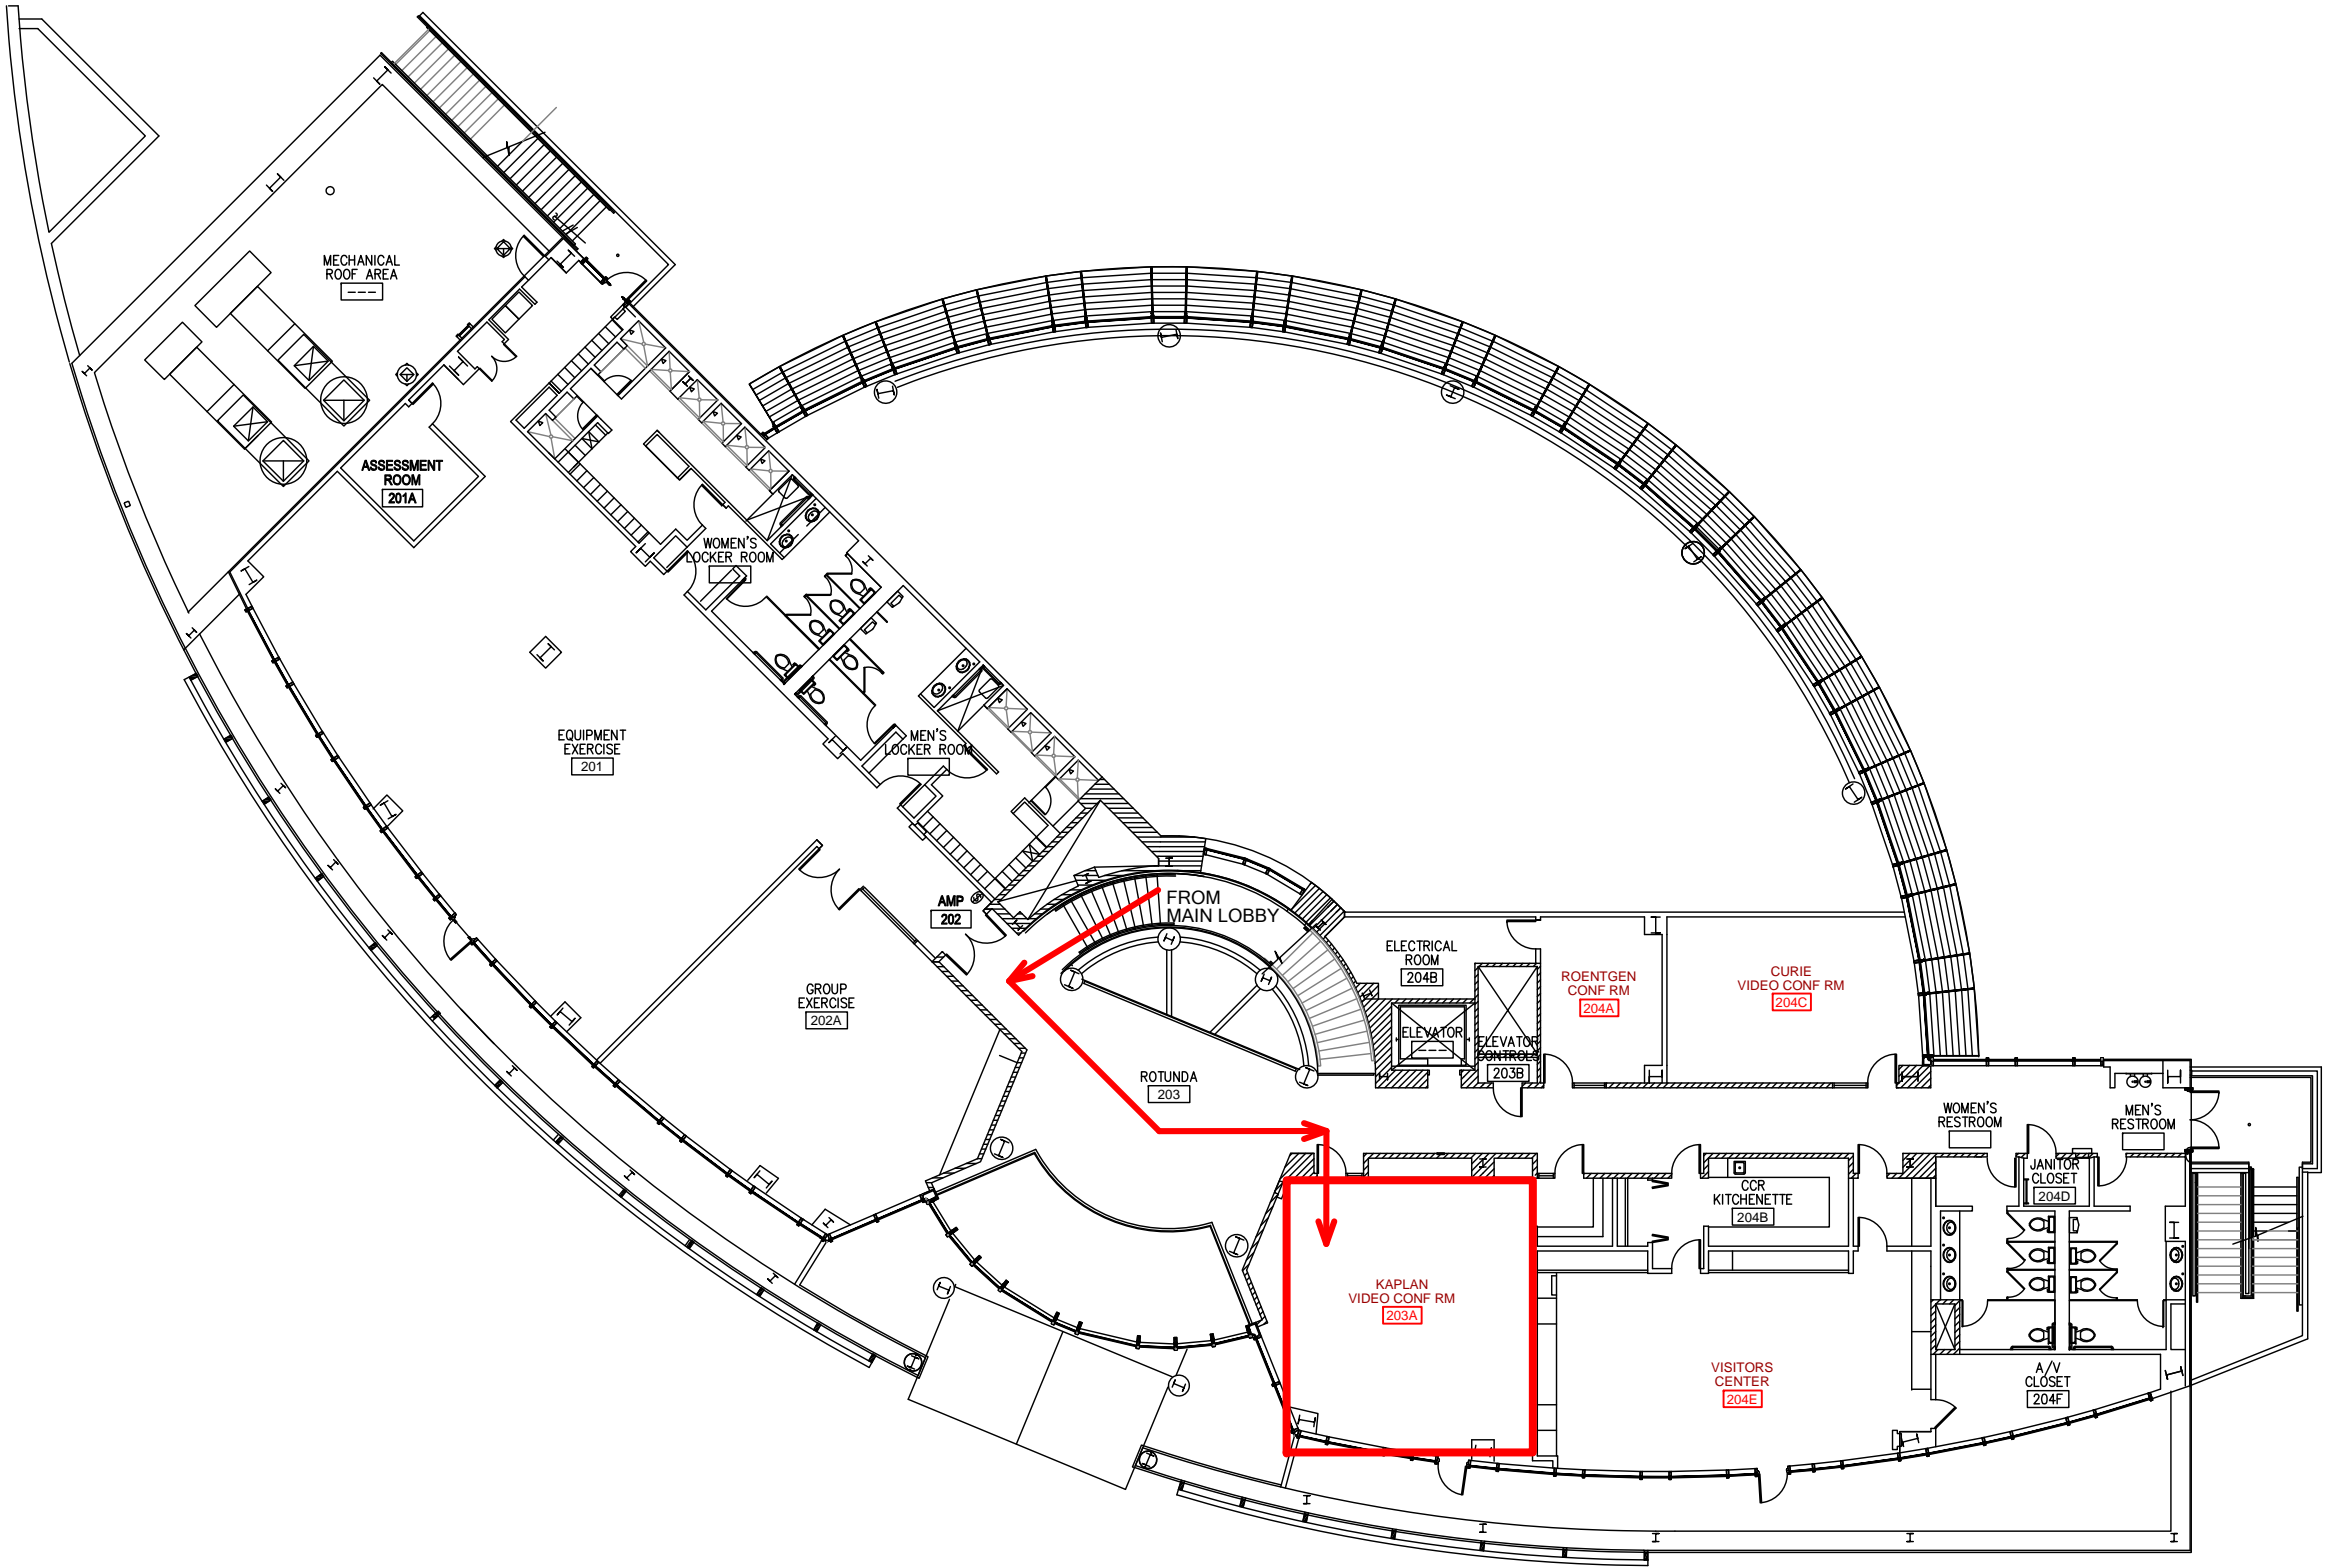 MECHANICAL
ROOF AREA
---
ASSESSMENT
ROOM
201A
WOMEN'S
LOCKER ROOM
EQUIPMENT
EXERCISE
201
MEN'S
LOCKER ROOM
AMP
202
FROM
MAIN LOBBY
GROUP
EXERCISE
202A
ROTUNDA
203
ELECTRICAL
ROOM
204B
ELEVATOR
---
ELEVATOR
CONTROLS
203B
ROENTGEN
CONF RM
204A
CURIE
VIDEO CONF RM
204C
WOMEN'S
RESTROOM
MEN'S
RESTROOM
JANITOR
CLOSET
204D
CCR
KITCHENETTE
204B
KAPLAN
VIDEO CONF RM
203A
VISITORS
CENTER
204E
A/V
CLOSET
204F